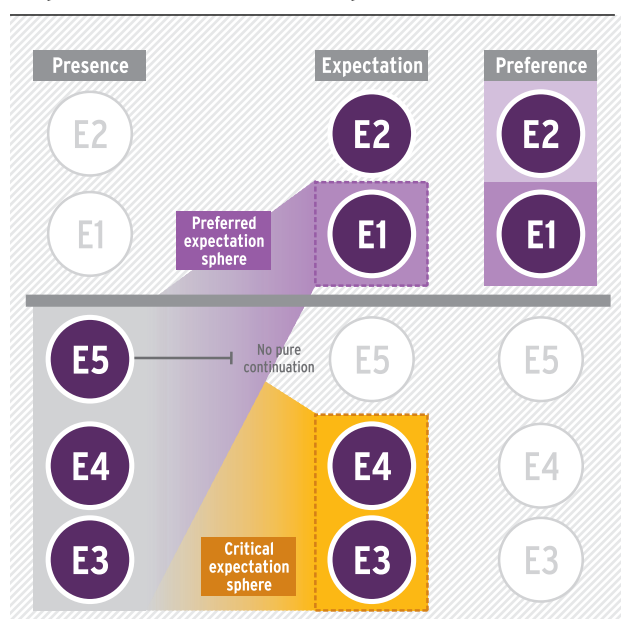 Presence
Expectation
Preference
E2
E2
E2
E1
E1
E1
Preferred
expectation
sphere
E5
No pure
continuation
E5
E5
E4
E4
E4
E3
Critical
expectation
sphere
E3
E3